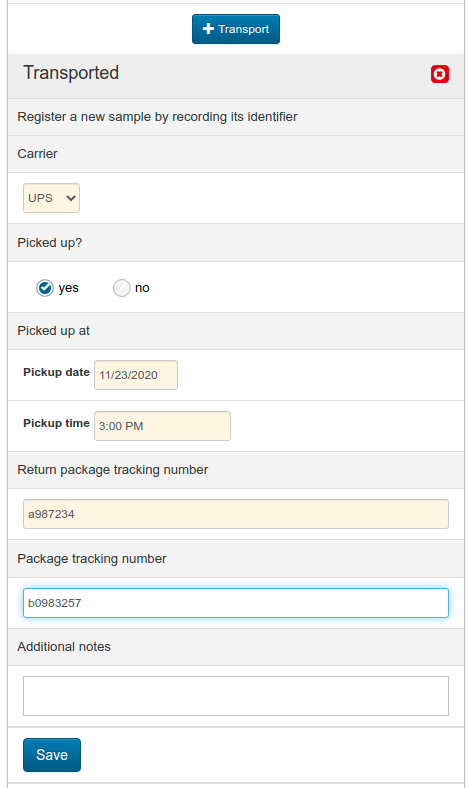 Transport
Transported
Register a new sample by recording its identifier
Carrier
UPS
Picked up?
yes no
Picked up at
Pickup date 11/23/2020
Pickup time 3:00 PM
Return package tracking number
a987234
Package tracking number
b0983257
Additional notes
Save